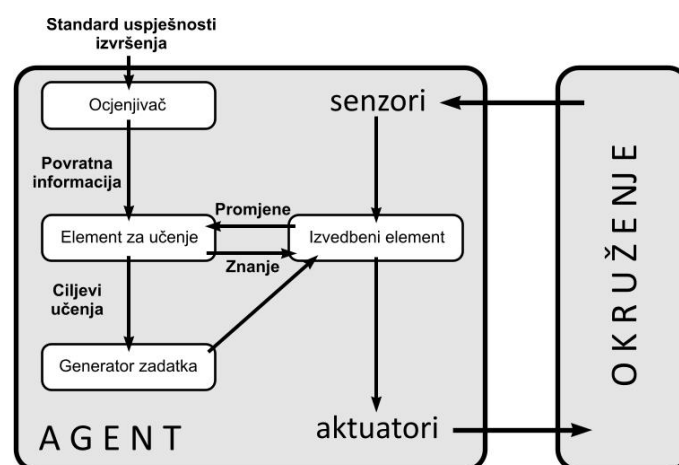 Standard uspješnosti
izvršenja
Ocjenjivač
senzori
Povratna
informacija
Promjene
Element za učenje
Izvedbeni element
Znanje
Ciljevi
učenja
Generator zadatka
AGENT
aktuatori
OKRUŽENJE